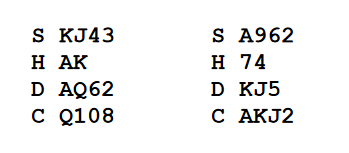 S KJ43 S A962
H AK H 74
D AQ62 D KJ5
C Q108 C AKJ2